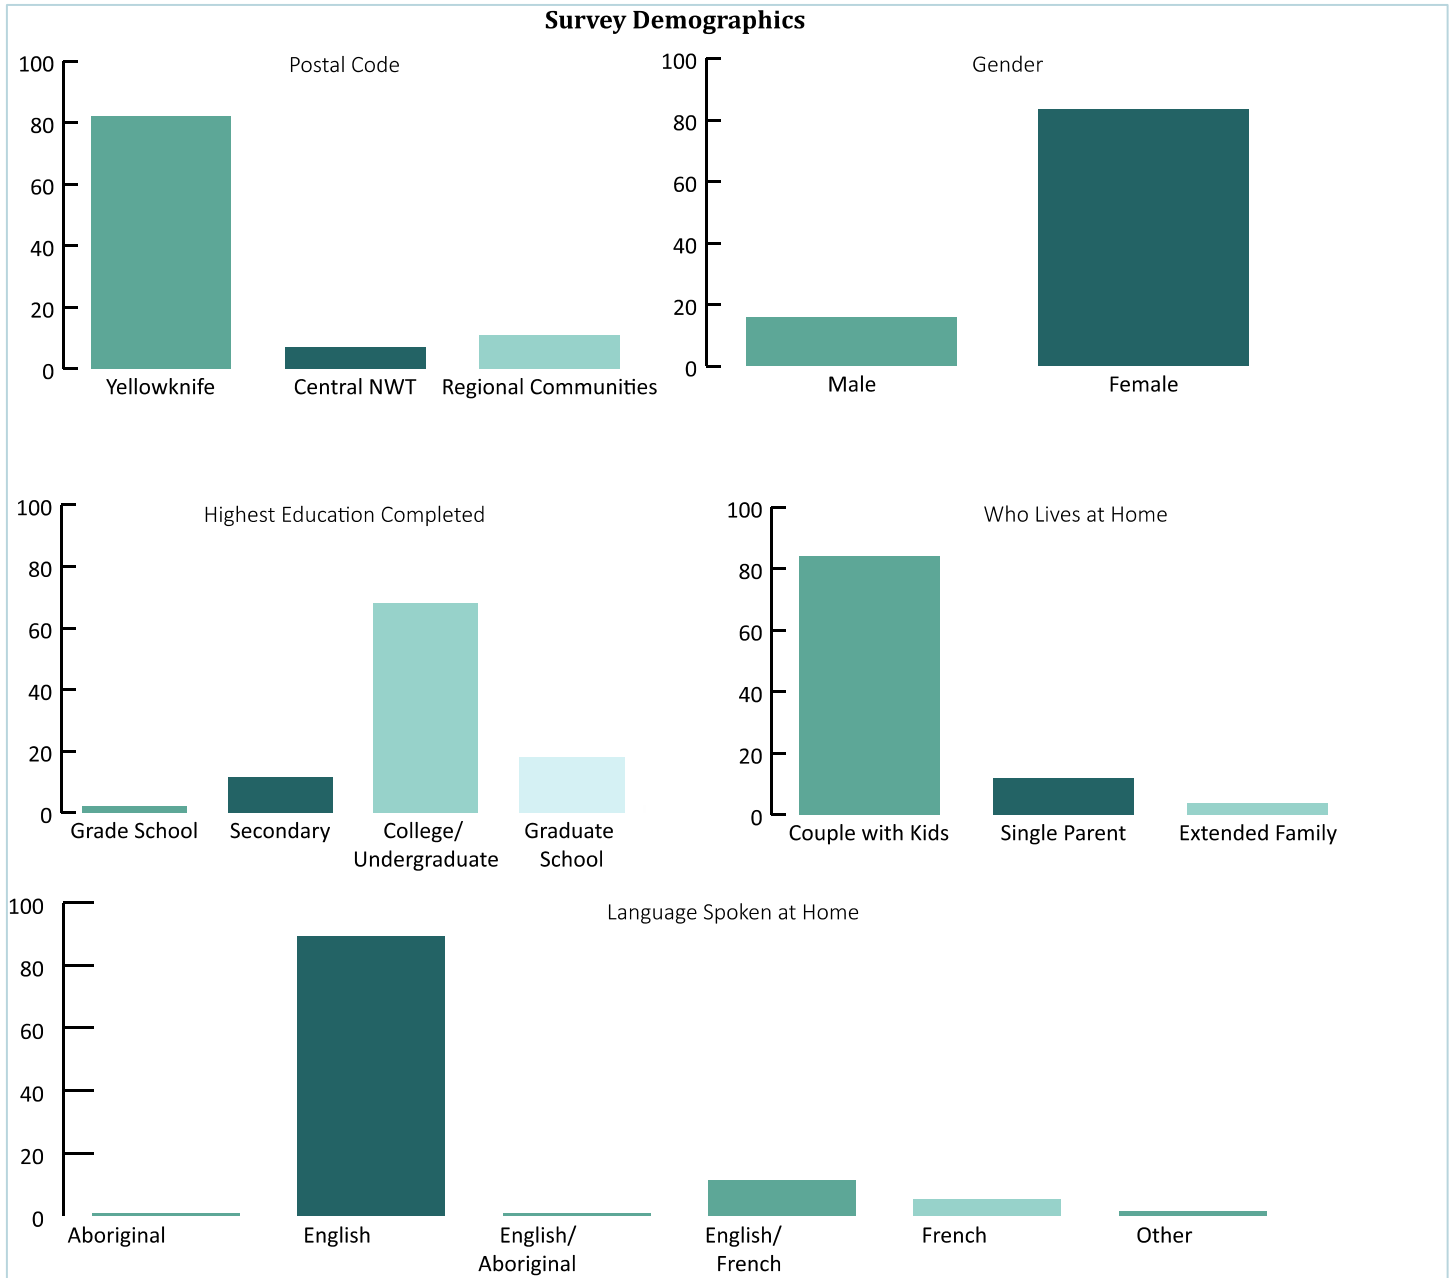 Survey Demographics
Postal Code
100
80
60
40
20
0
Yellowknife
Central NWT
Regional Communities
Gender
100
80
60
40
20
0
Male
Female
Highest Education Completed
100
80
60
40
20
0
Grade School
Secondary
College/
Undergraduate
Graduate
School
Who Lives at Home
100
80
60
40
20
0
Couple with Kids
Single Parent
Extended Family
Language Spoken at Home
100
80
60
40
20
0
Aboriginal
English
English/
Aboriginal
English/
French
French
Other